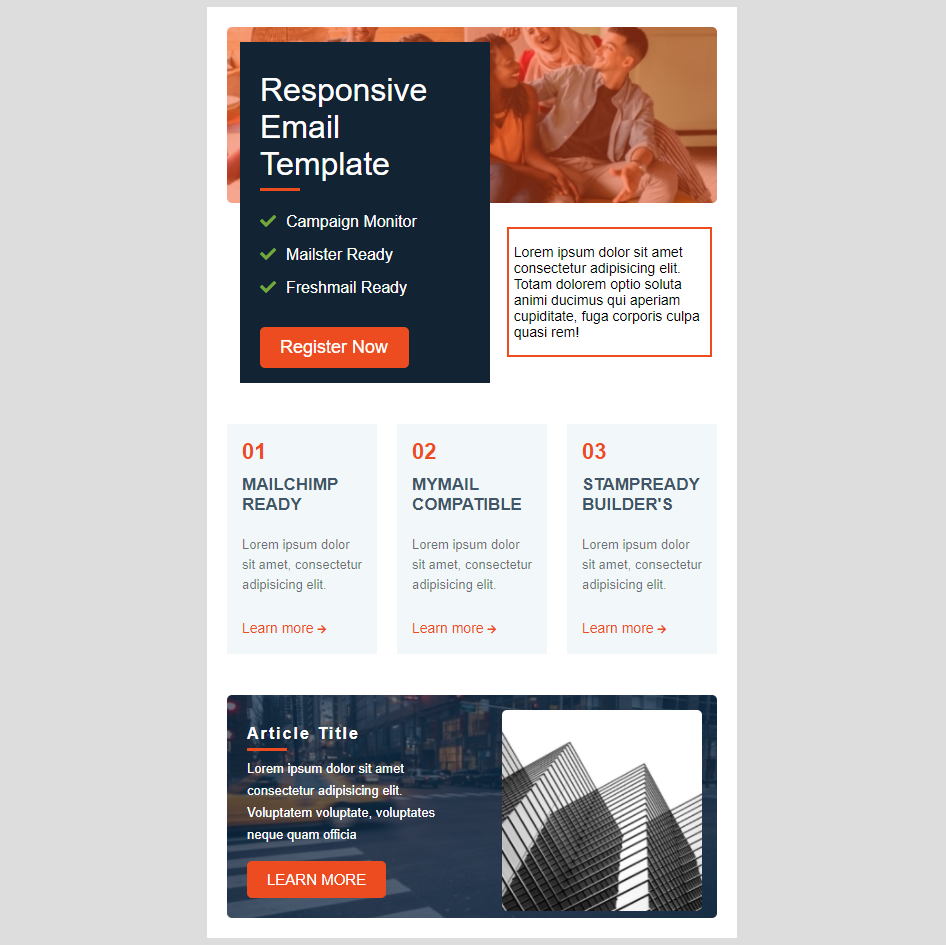 Responsive
Email
Template
Campaign Monitor
Mailster Ready
Freshmail Ready
Register Now
Lorem ipsum dolor sit amet
consectetur adipisicing elit.
Totam dolorem optio soluta
animi ducimus qui aperiam
cupiditate, fuga corporis culpa
quasi rem!
01
MAILCHIMP
READY
Lorem ipsum dolor
sit amet, consectetur
adipisicing elit.
Learn more →
02
MYMAIL
COMPATIBLE
Lorem ipsum dolor
sit amet, consectetur
adipisicing elit.
Learn more →
03
STAMPREADY
BUILDER'S
Lorem ipsum dolor
sit amet, consectetur
adipisicing elit.
Learn more →
Article Title
Lorem ipsum dolor sit amet
consectetur adipisicing elit.
Voluptatem voluptate, voluptates
neque quam officia
LEARN MORE